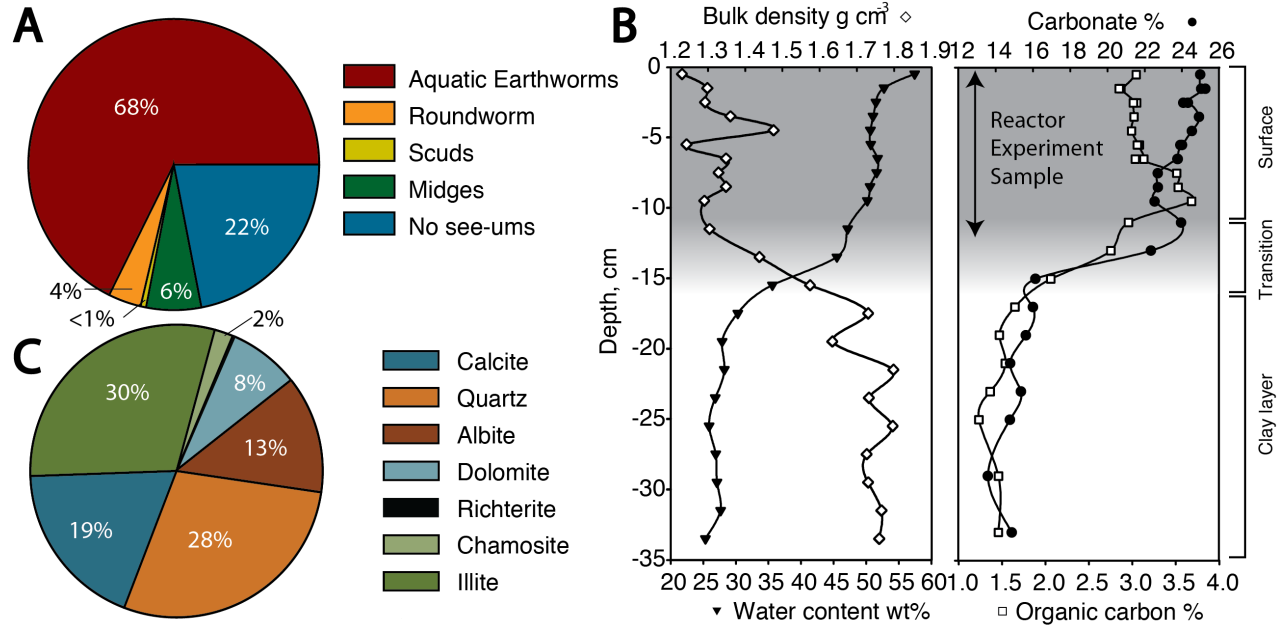 A
68%
22%
4%
6%
<1%
Aquatic Earthworms
Roundworm
Scuds
Midges
No see-ums
B
Bulk density g cm-3
1.2 1.3 1.4 1.5 1.6 1.7 1.8 1.9
Carbonate %
12 14 16 18 20 22 24 26
0
-5
-10
-15
-20
-25
-30
-35
Depth, cm
20 25 30 35 40 45 50 55 60
Water content wt%
Reactor
Experiment
Sample
1.0 1.5 2.0 2.5 3.0 3.5 4.0
Organic carbon %
Surface
Transition
Clay layer
C
2%
30%
8%
13%
19%
28%
Calcite
Quartz
Albite
Dolomite
Richterite
Chamosite
Illite